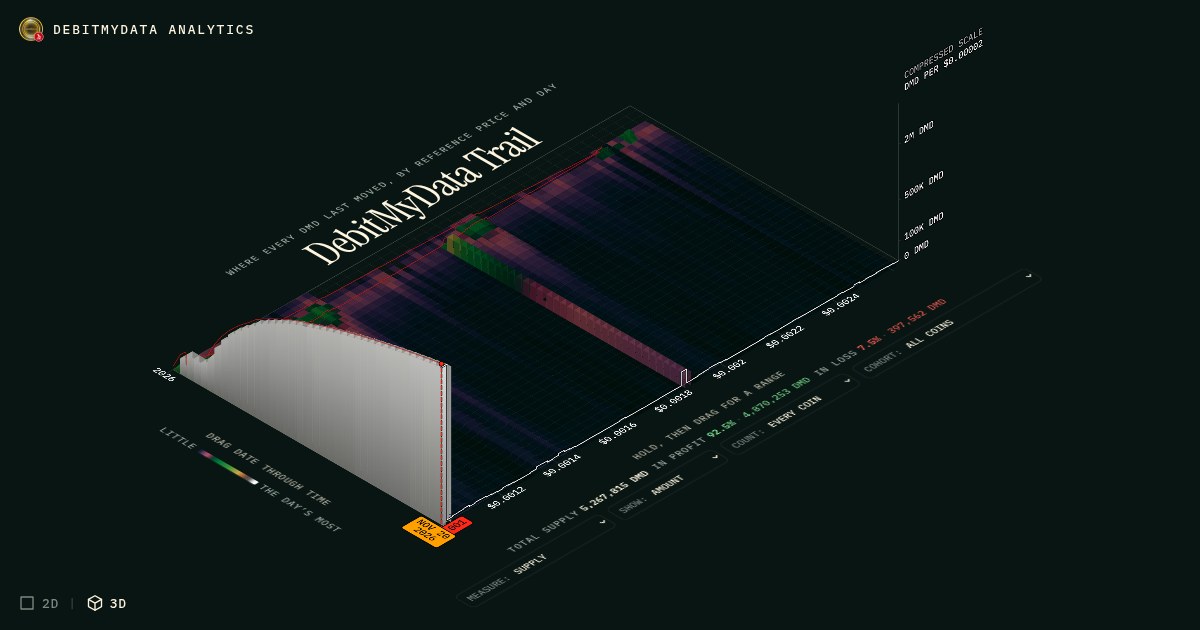 DEBITMYDATA ANALYTICS
COMPRESSED SCALE
DMD PER $0.00002
WHERE EVERY DMD LAST MOVED, BY REFERENCE PRICE AND DAY
DebitMyData Trail
2M DMD
500K DMD
100K DMD
0 DMD
2026
$0.0024
$0.0022
$0.002
$0.0018
$0.0016
$0.0014
$0.0012
NOV 20
2026
DRAG DATE THROUGH TIME
LITTLE
THE DAY'S MOST
HOLD, THEN DRAG FOR A RANGE
TOTAL SUPPLY 5,267,815 DMD IN PROFIT 92.5% · 4,870,253 DMD IN LOSS 7.5% · 397,562 DMD
MEASURE: SUPPLY
SHOW: AMOUNT
COUNT: EVERY COIN
COHORT: ALL COINS
2D | 3D